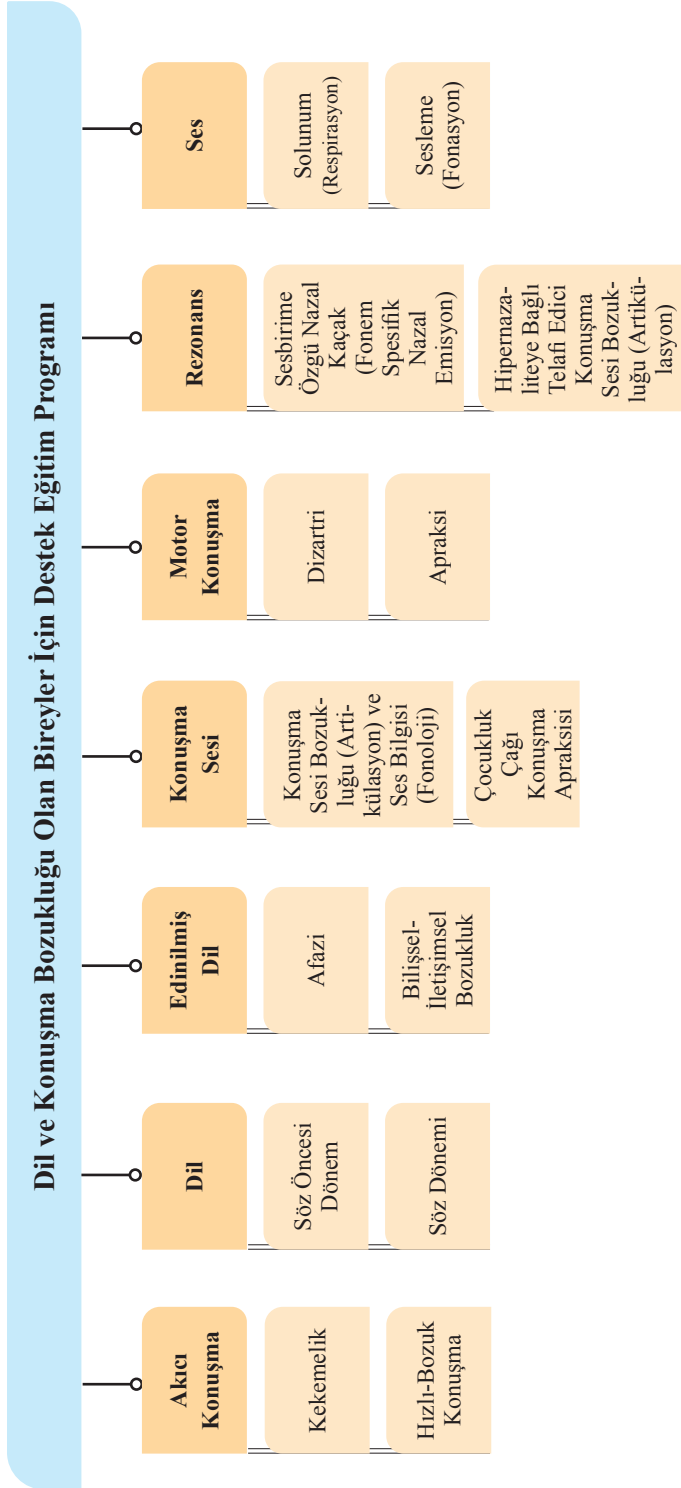 Dil ve Konuşma Bozukluğu Olan Bireyler İçin Destek Eğitim Programı
Akıcı
Konuşma
Kekemelik
Hızlı-Bozuk
Konuşma
Dil
Söz Öncesi
Dönem
Söz Dönemi
Edinilmiş
Dil
Afazi
Bilişsel-
İletişimsel
Bozukluk
Konuşma
Sesi
Konuşma
Sesi Bozuk-
luğu (Arti-
külasyon) ve
Ses Bilgisi
(Fonoloji)
Çocukluk
Çağı
Konuşma
Apraksisi
Motor
Konuşma
Dizartri
Apraksi
Rezonans
Sesbirime
Özgü Nazal
Kaçak
(Fonem
Spesifik
Nazal
Emisyon)
Hipernaza-
liteye Bağlı
Telafi Edici
Konuşma
Sesi Bozuk-
luğu (Artikü-
lasyon)
Ses
Solunum
(Respirasyon)
Sesleme
(Fonasyon)